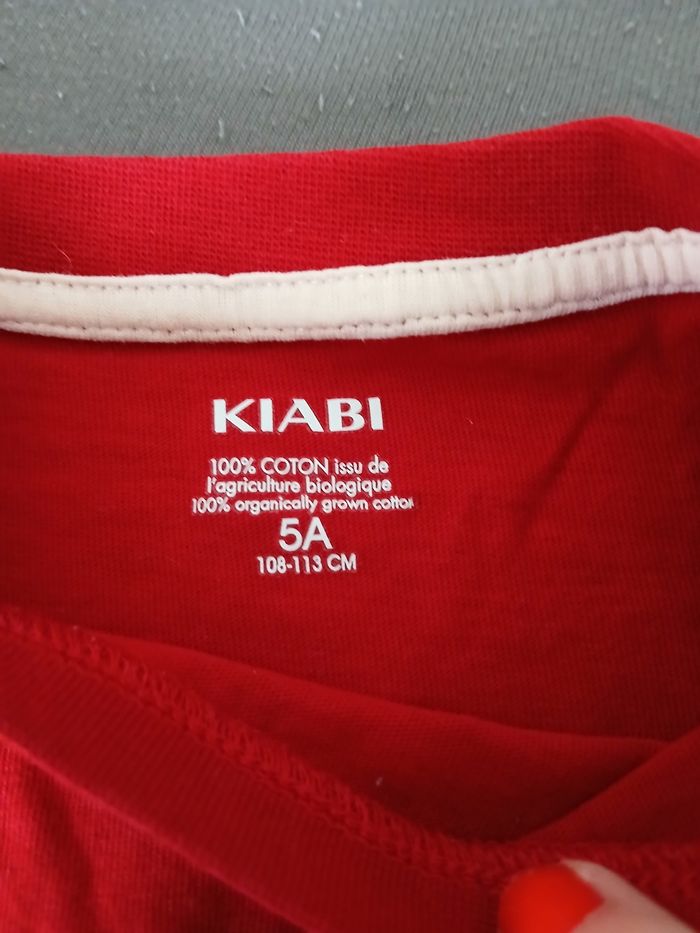 KIABI
100% COTON issu de
l'agriculture biologique
100% organically grown cotton
5A
108-113 CM